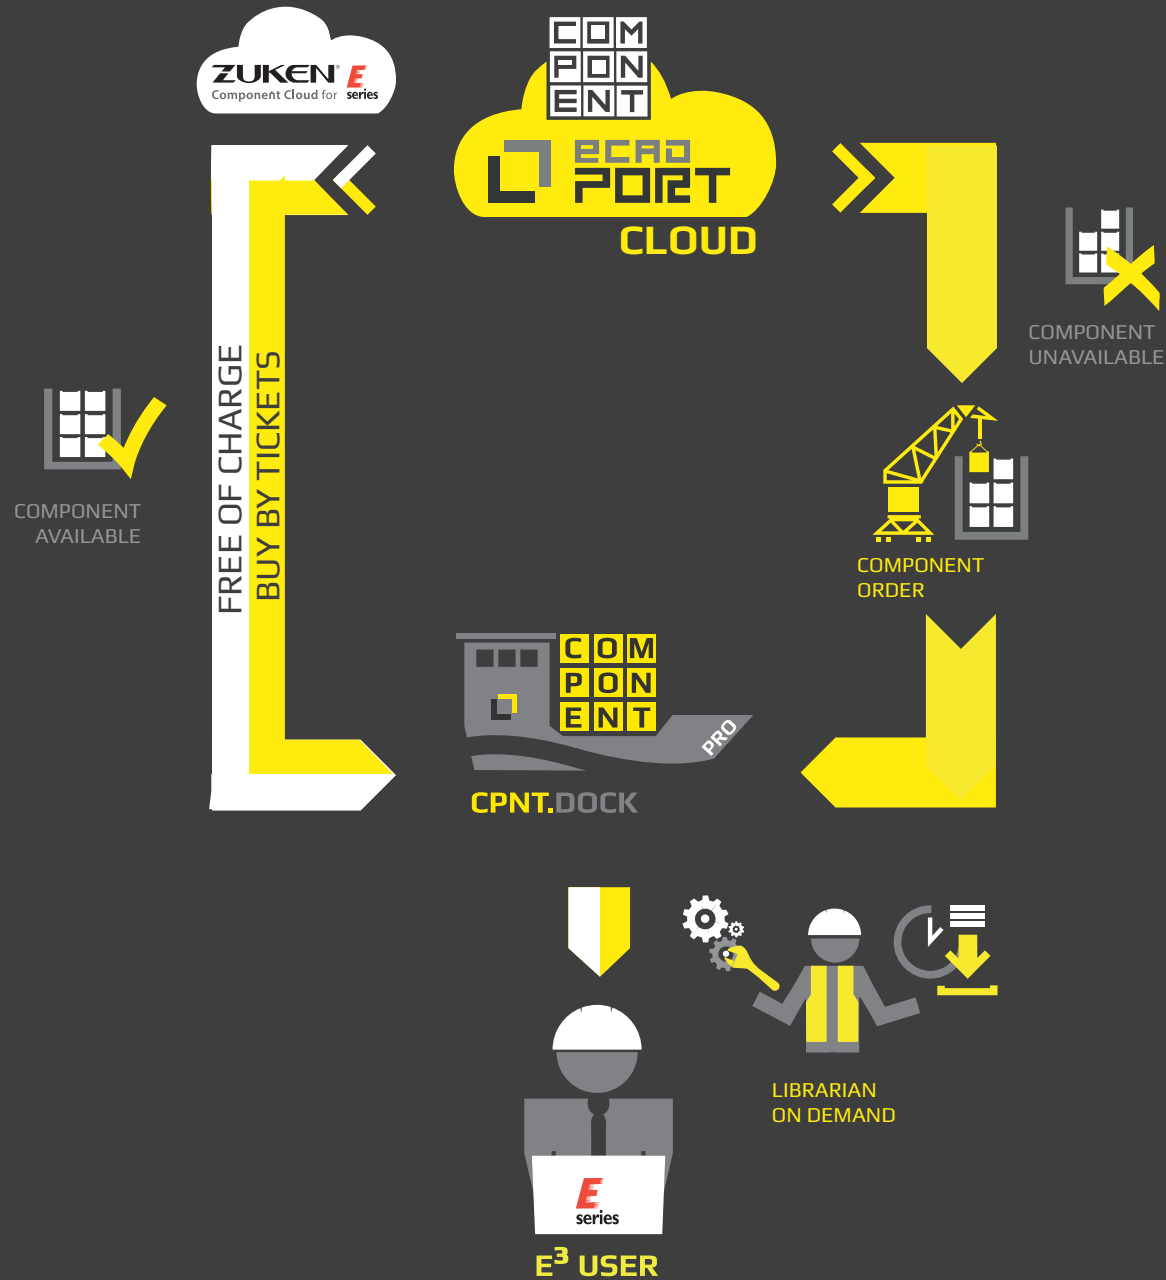 ZUKEN® E
Component Cloud for series
COM
PON
ENT
eCAD
PORT
CLOUD
COMPONENT
UNAVAILABLE
FREE OF CHARGE
BUY BY TICKETS
COMPONENT
AVAILABLE
COMPONENT
ORDER
COM
PON
ENT
PRO
CPNT.DOCK
LIBRARIAN
ON DEMAND
E
series
E³ USER